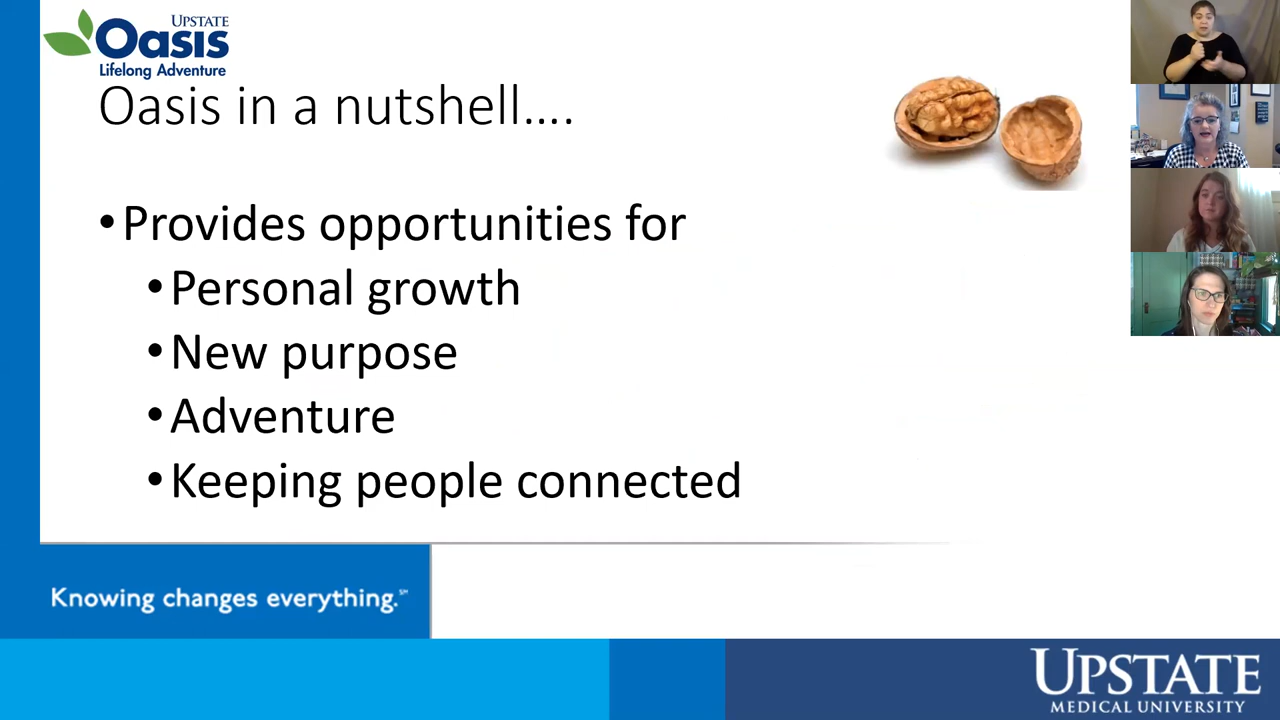 UPSTATE
Oasis
Lifelong Adventure
Oasis in a nutshell....
• Provides opportunities for
• Personal growth
• New purpose
• Adventure
• Keeping people connected
Knowing changes everything.℠
UPSTATE
MEDICAL UNIVERSITY